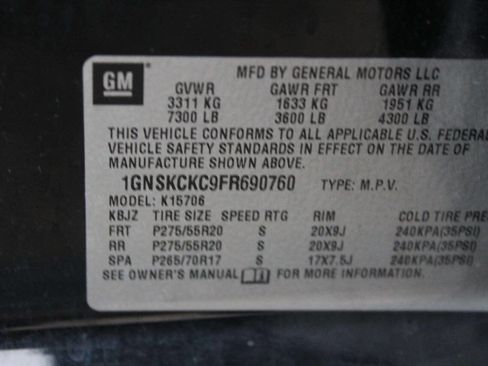 GM
MFD BY GENERAL MOTORS LLC
GVWR GAWR FRT GAWR RR
3311 KG 1633 KG 1951 KG
7300 LB 3600 LB 4300 LB
THIS VEHICLE CONFORMS TO ALL APPLICABLE U.S. FEDERA
VEHICLE SAFETY STANDARDS IN EFFECT ON THE DATE OF
MANUFACTURE SHOWN ABOVE.
1GNSKCKC9FR690760 TYPE: M.P.V.
MODEL: K15706
KBJZ TIRE SIZE SPEED RTG RIM COLD TIRE PRE
FRT P275/55R20 S 20X9J 240KPA(35PSI)
RR P275/55R20 S 20X9J 240KPA(35PSI)
SPA P265/70R17 S 17X7.5J 240KPA(35PSI)
SEE OWNER'S MANUAL FOR MORE INFORMATION.